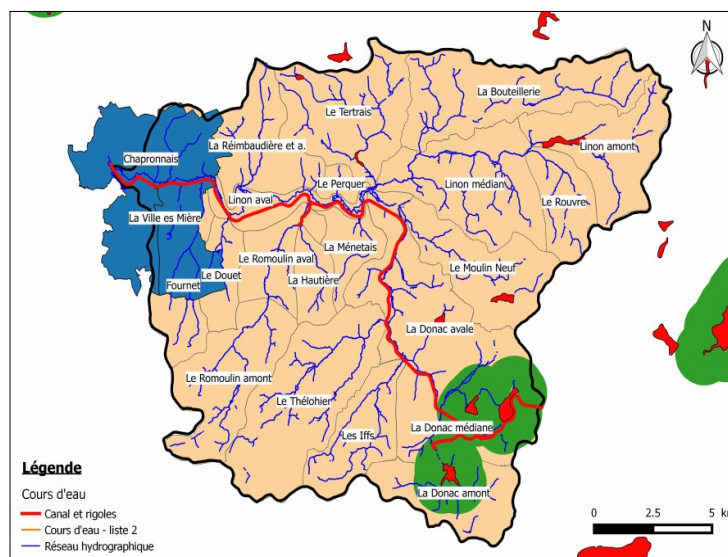 N
La Bouteillerie
Le Tertrais
La Réimbaudière et a.
Linon amont
Chapronnais
Le Perquer
Linon médian
Linon aval
Le Rouvre
La Ville es Mière
La Ménetais
Le Romoulin aval
Le Moulin Neuf
Le Douet
La Hautière
Fournet
La Donac avale
Le Romoulin amont
Le Thélohier
La Donac médiane
Les Iffs
Légende
La Donac amont
Cours d'eau
Canal et rigoles
0 2.5 5 k
Cours d'eau - liste 2
Réseau hydrographique